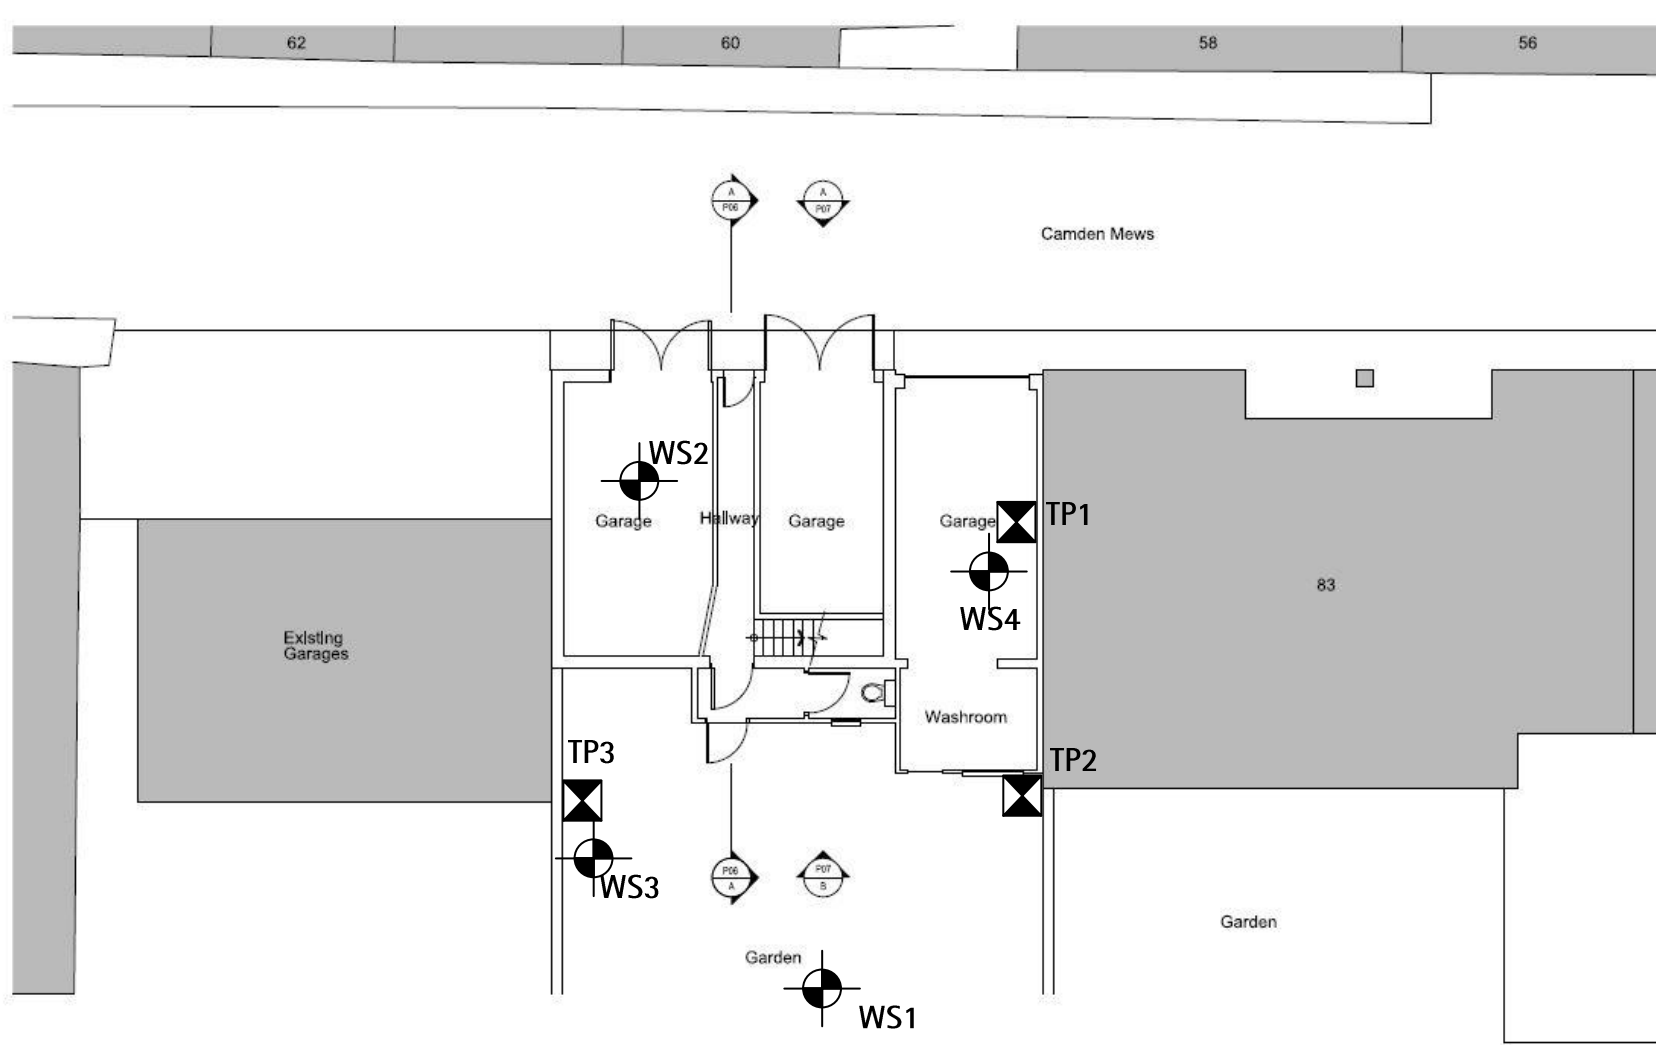 62
60
58
56
A
P06
A
P07
Camden Mews
WS2
Garage
Hallway
Garage
Garage
TP1
WS4
83
Existing
Garages
Washroom
TP3
TP2
WS3
P06
A
P07
B
Garden
Garden
WS1